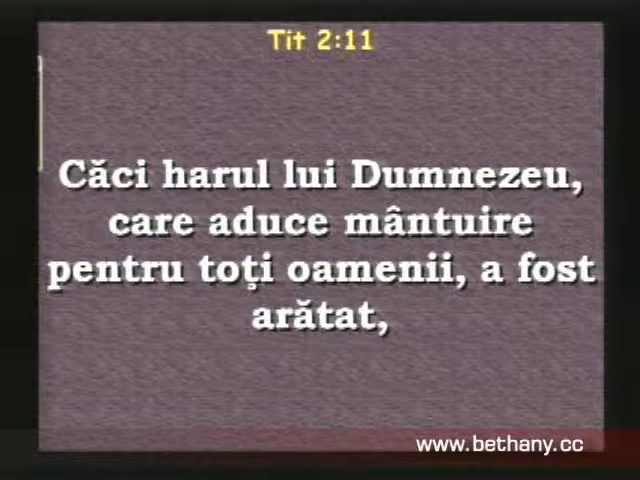 Tit 2:11
Căci harul lui Dumnezeu,
care aduce mântuire
pentru toţi oamenii, a fost
arătat,
www.bethany.cc